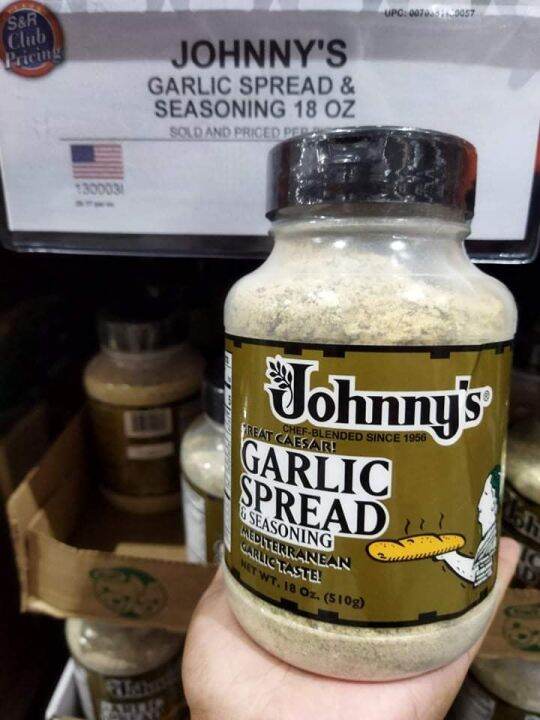 S&R
Club
Pricing
JOHNNY'S
GARLIC SPREAD &
SEASONING 18 OZ
SOLD AND PRICED PER
UPC:
Johnny's®
CHEF-BLENDED SINCE 1956
GREAT CAESAR!
GARLIC
SPREAD
& SEASONING
MEDITERRANEAN
GARLIC TASTE!
NET WT. 18 Oz. (510g)